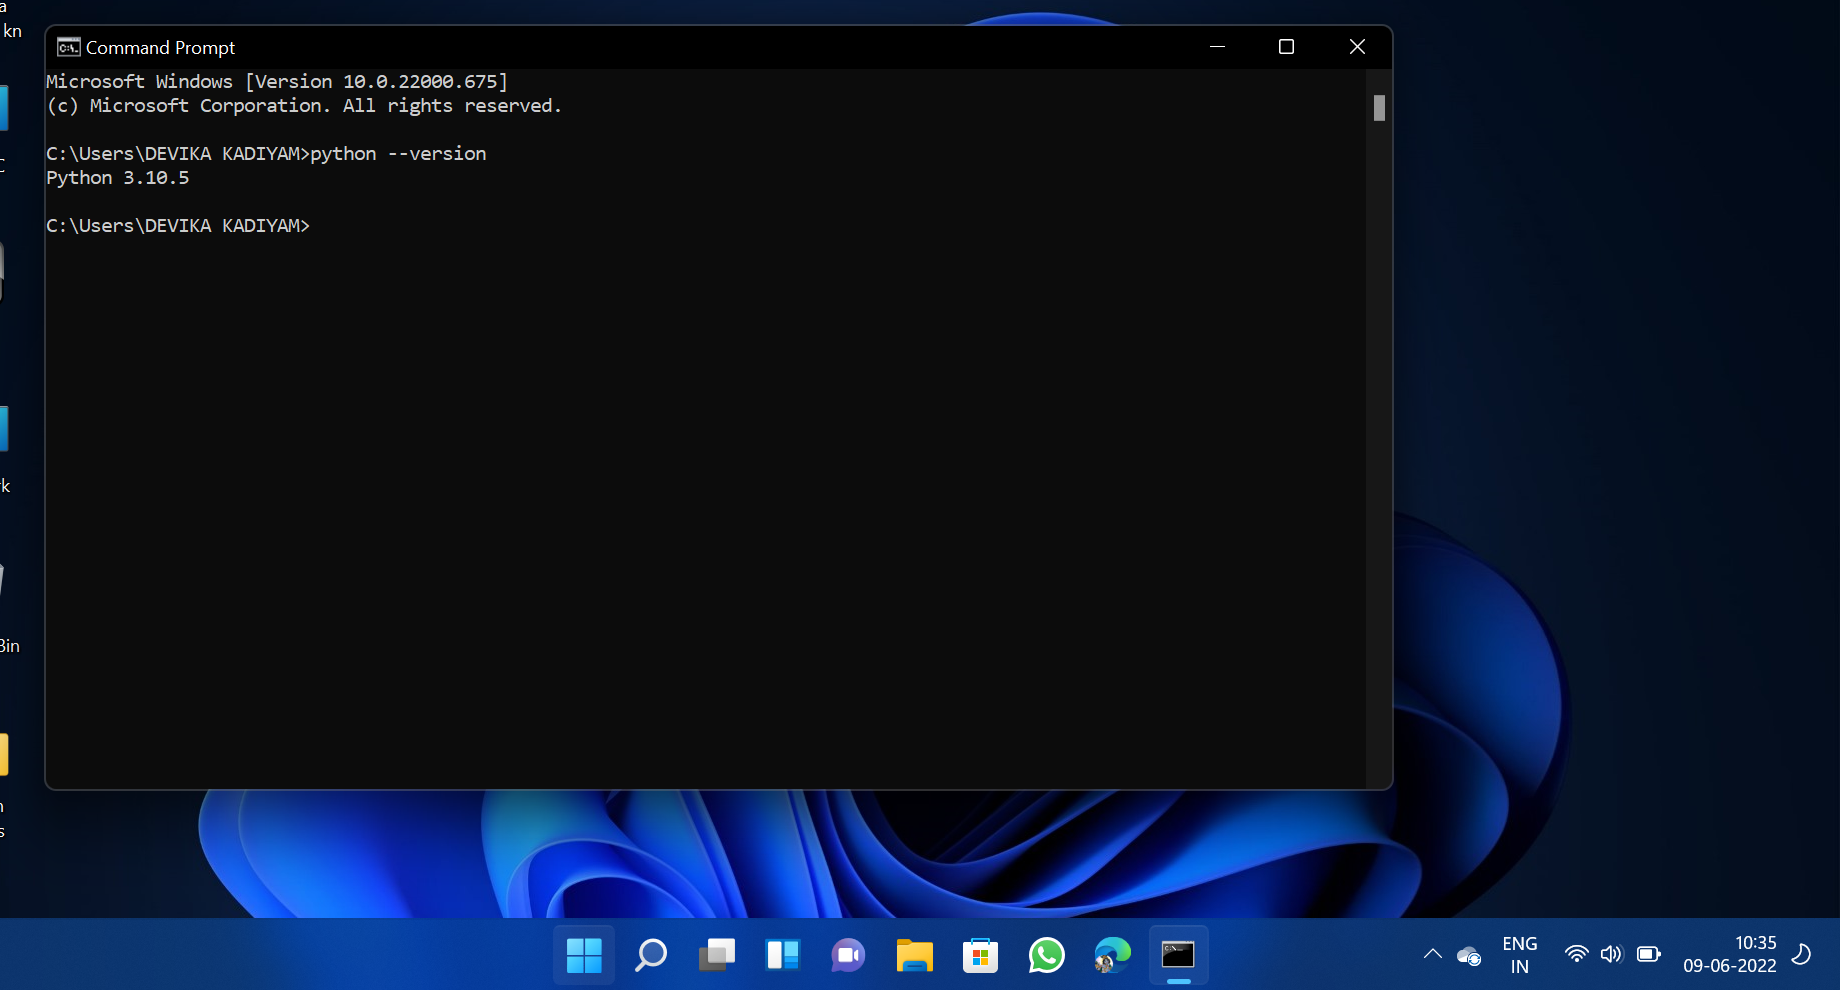 a
kn
Command Prompt
Microsoft Windows [Version 10.0.22000.675]
(c) Microsoft Corporation. All rights reserved.
C:\Users\DEVIKA KADIYAM>python --version
Python 3.10.5
C:\Users\DEVIKA KADIYAM>
C
rk
Bin
n
s
ENG
IN
10:35
09-06-2022